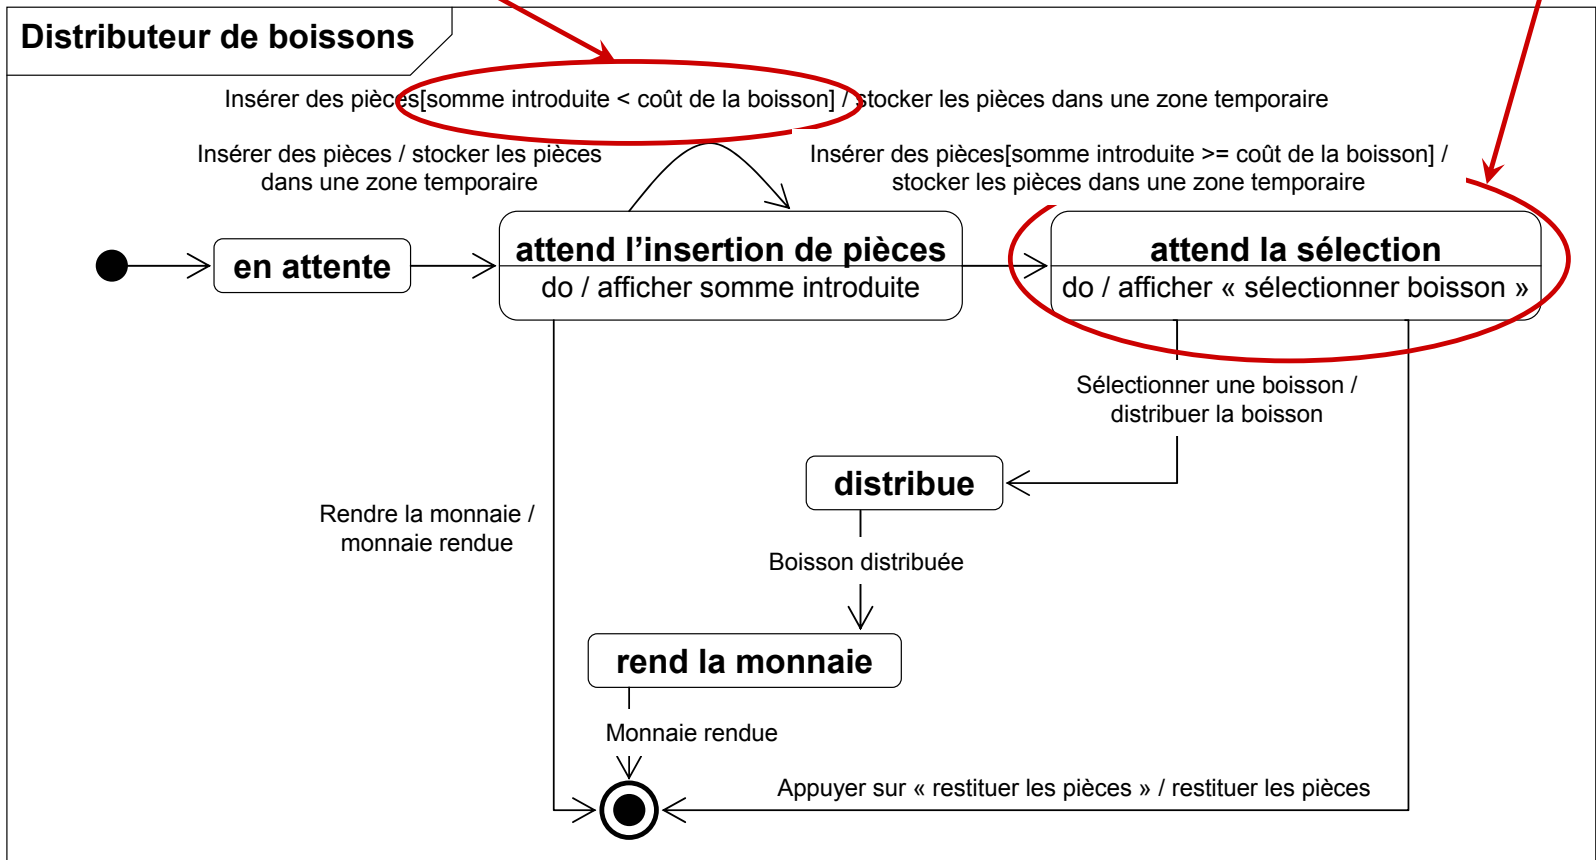 Distributeur de boissons
Insérer des pièces[somme introduite < coût de la boisson] / stocker les pièces dans une zone temporaire
Insérer des pièces / stocker les pièces
dans une zone temporaire
Insérer des pièces[somme introduite >= coût de la boisson] /
stocker les pièces dans une zone temporaire
en attente
attend l’insertion de pièces
do / afficher somme introduite
attend la sélection
do / afficher « sélectionner boisson »
Sélectionner une boisson /
distribuer la boisson
distribue
Rendre la monnaie /
monnaie rendue
Boisson distribuée
rend la monnaie
Monnaie rendue
Appuyer sur « restituer les pièces » / restituer les pièces